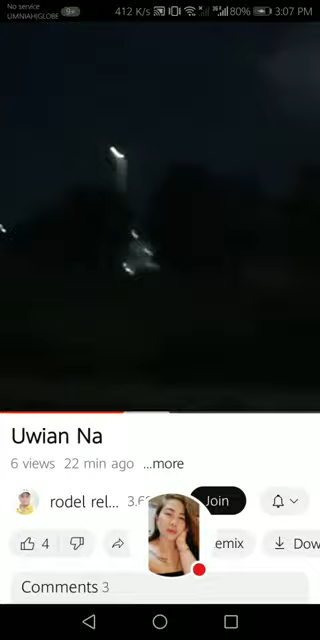 No service
UMNIAH|GLOBE
412 K/s
80%
3:07 PM
Uwian Na
6 views 22 min ago ...more
rodel rel...
Join
4
emix
Dow
Comments 3